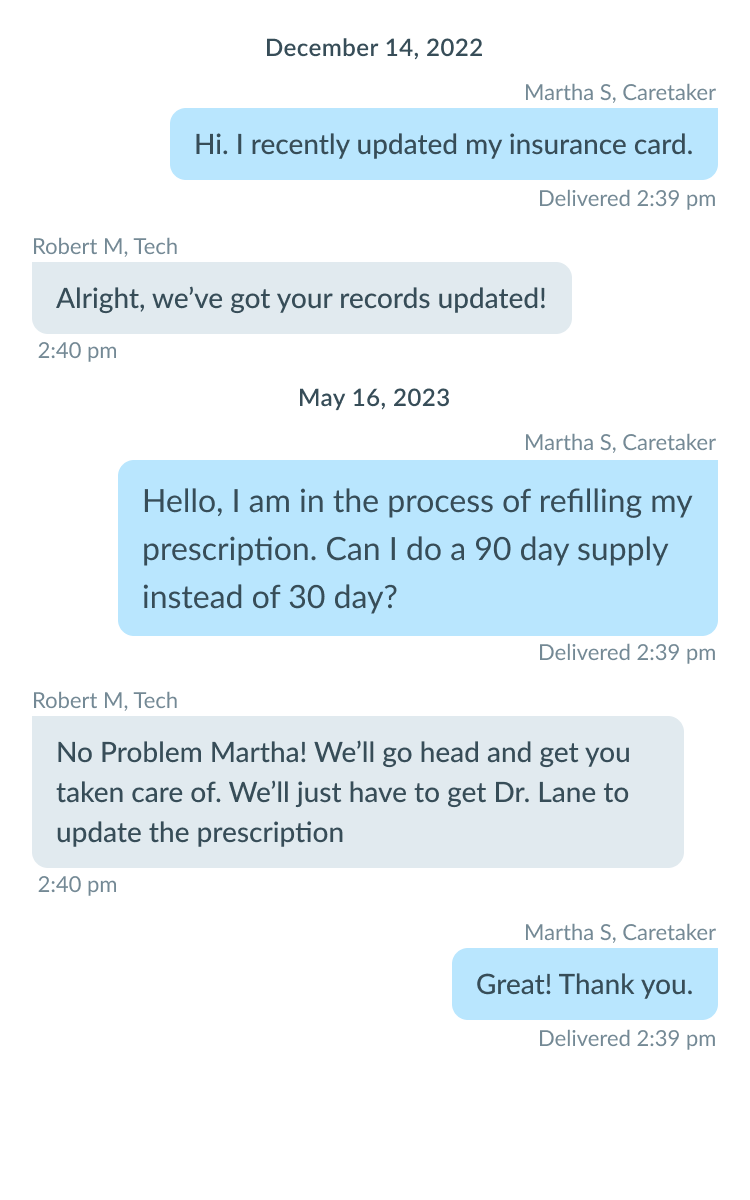 December 14, 2022
Martha S, Caretaker
Hi. I recently updated my insurance card.
Delivered 2:39 pm
Robert M, Tech
Alright, we’ve got your records updated!
2:40 pm
May 16, 2023
Martha S, Caretaker
Hello, I am in the process of refilling my
prescription. Can I do a 90 day supply
instead of 30 day?
Delivered 2:39 pm
Robert M, Tech
No Problem Martha! We’ll go head and get you
taken care of. We’ll just have to get Dr. Lane to
update the prescription
2:40 pm
Martha S, Caretaker
Great! Thank you.
Delivered 2:39 pm